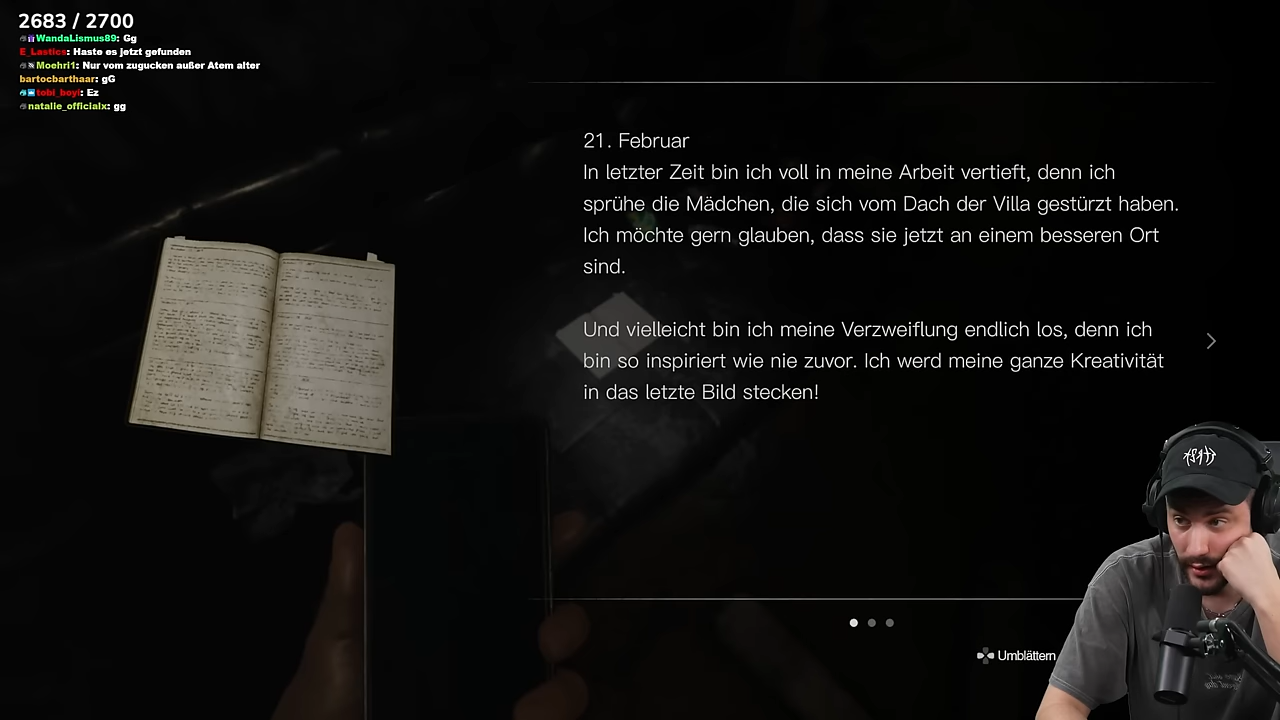 2683 / 2700
WandaLismus89: Gg
E_Lastics: Haste es jetzt gefunden
Moehri1: Nur vom zugucken außer Atem alter
bartocbarthaar: gG
tobi_boyi: Ez
natalie_officialx: gg
21. Februar
In letzter Zeit bin ich voll in meine Arbeit vertieft, denn ich
sprühe die Mädchen, die sich vom Dach der Villa gestürzt haben.
Ich möchte gern glauben, dass sie jetzt an einem besseren Ort
sind.
Und vielleicht bin ich meine Verzweiflung endlich los, denn ich
bin so inspiriert wie nie zuvor. Ich werd meine ganze Kreativität
in das letzte Bild stecken!
Umblättern